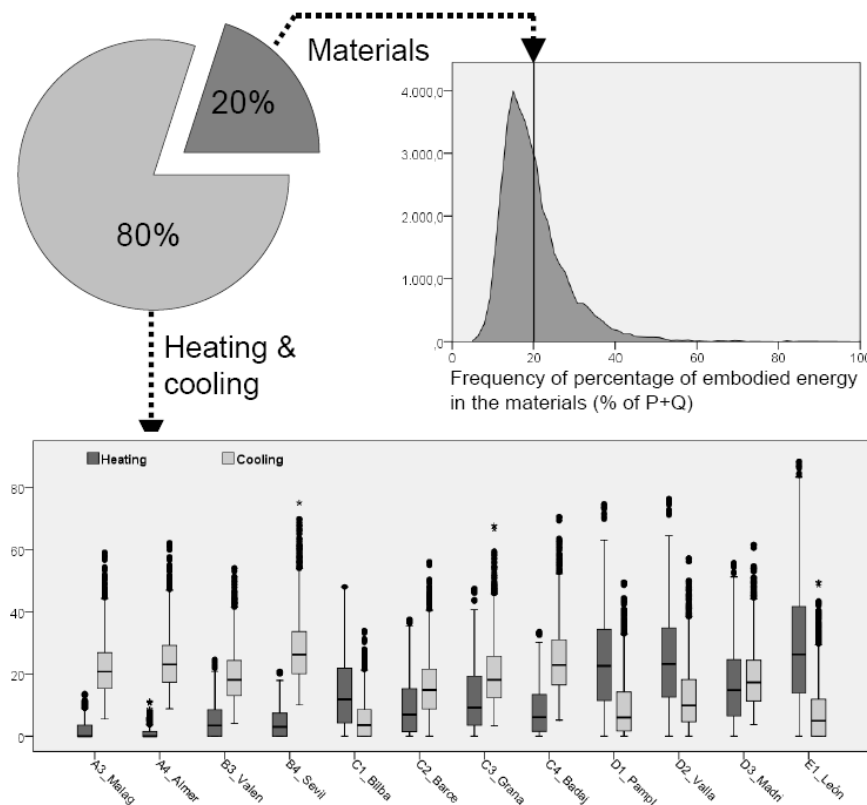 Materials
20%
80%
Heating &
cooling
4.000,0
3.000,0
2.000,0
1.000,0
,0
0
20
40
60
80
100
Frequency of percentage of embodied energy
in the materials (% of P+Q)
Heating
Cooling
80
60
40
20
0
A3_Malag
A4_Almer
B3_Valen
B4_Sevil
C1_Bilba
C2_Barce
C3_Grana
C4_Badaj
D1_Pampl
D2_Valla
D3_Madri
E1_León